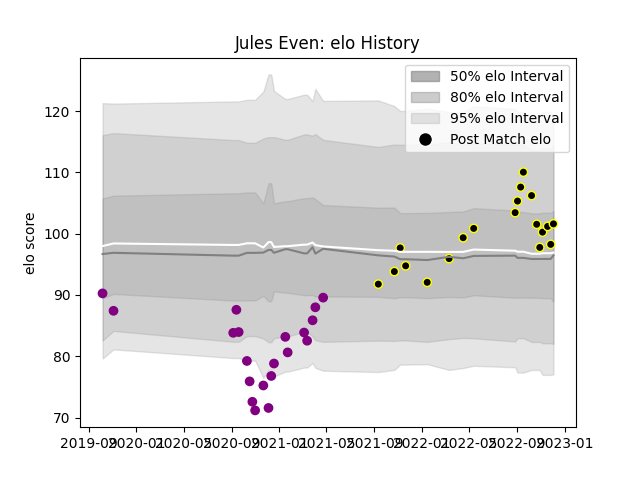 Jules Even: elo History
50% elo Interval
80% elo Interval
95% elo Interval
Post Match elo
elo score
120
110
100
90
80
70
2019-09 2020-01 2020-05 2020-09 2021-01 2021-05 2021-09 2022-01 2022-05 2022-09 2023-01